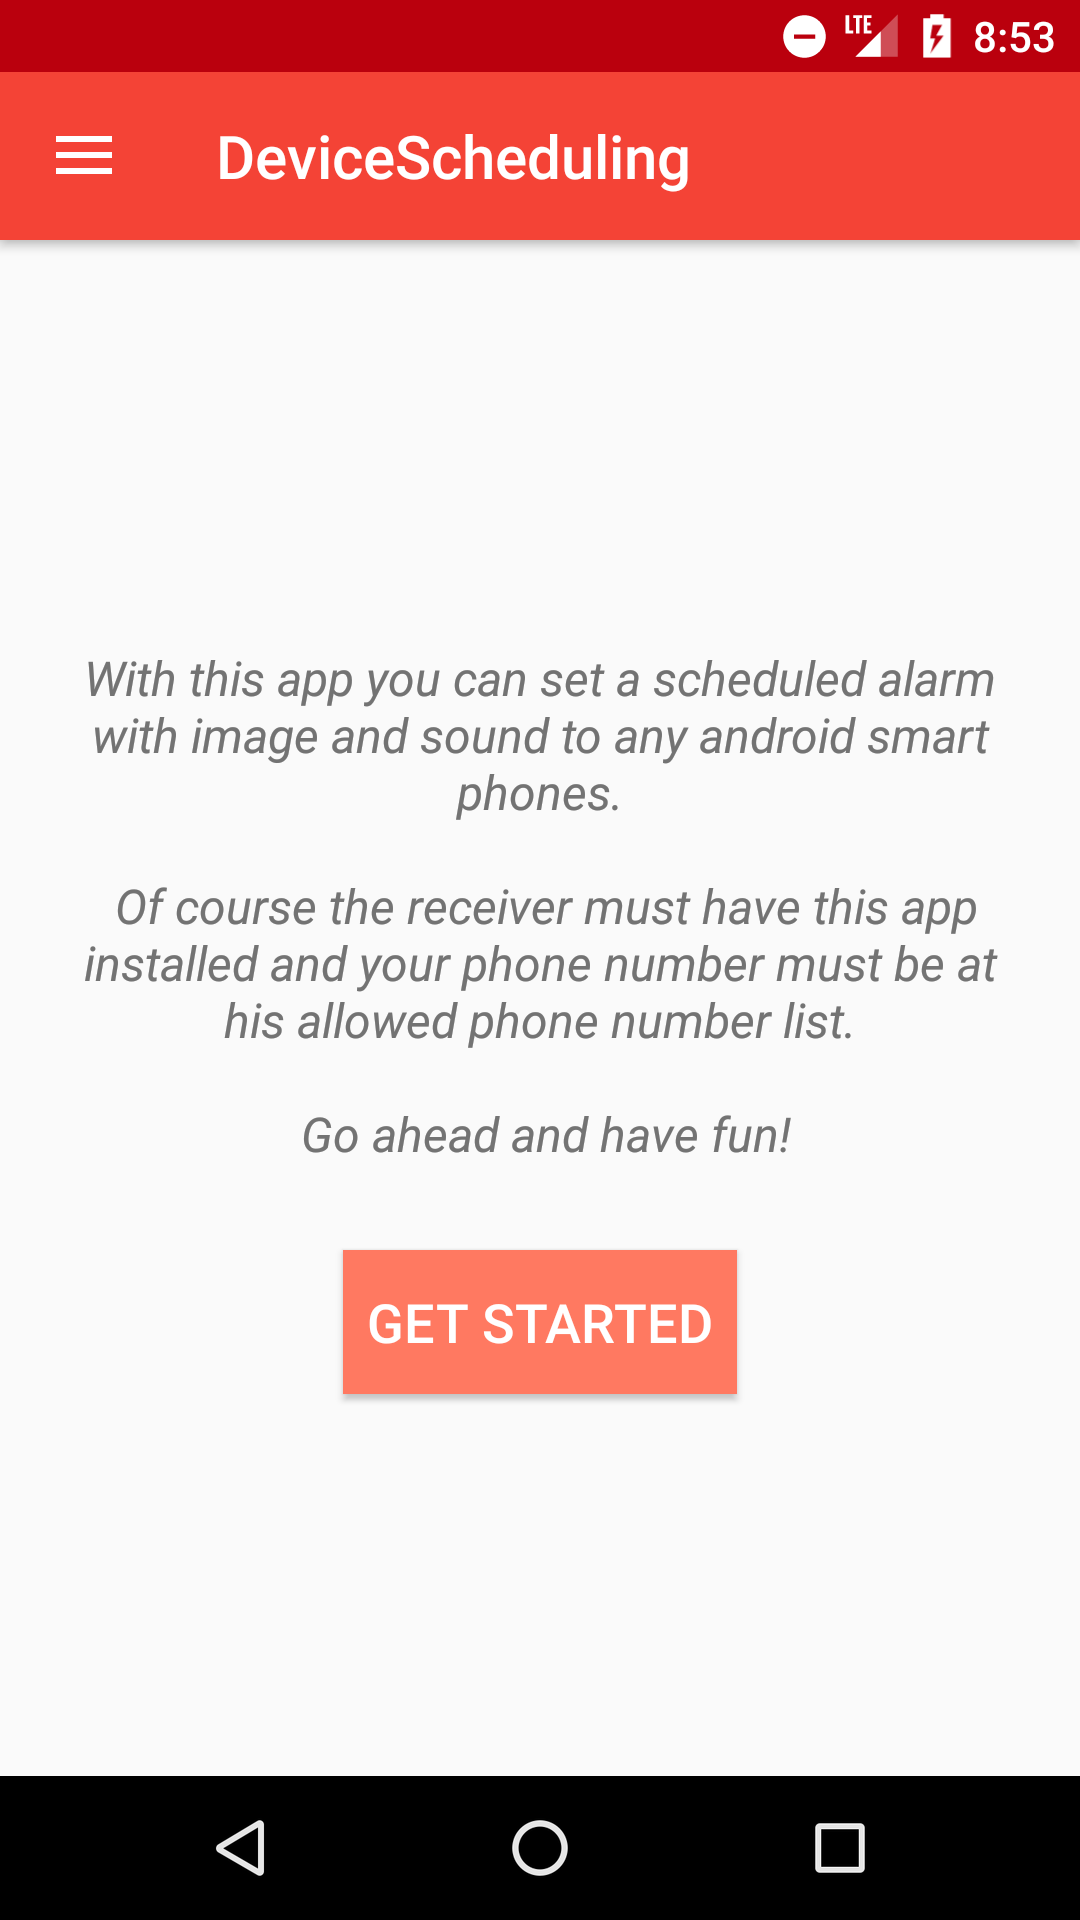 LTE 8:53
DeviceScheduling
With this app you can set a scheduled alarm
with image and sound to any android smart
phones.
Of course the receiver must have this app
installed and your phone number must be at
his allowed phone number list.
Go ahead and have fun!
GET STARTED